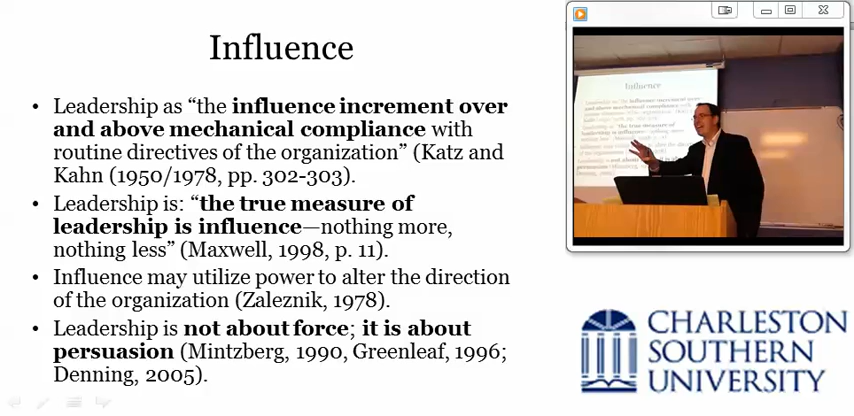 Influence
• Leadership as “the influence increment over
and above mechanical compliance with
routine directives of the organization” (Katz and
Kahn (1950/1978, pp. 302-303).
• Leadership is: “the true measure of
leadership is influence—nothing more,
nothing less” (Maxwell, 1998, p. 11).
• Influence may utilize power to alter the direction
of the organization (Zaleznik, 1978).
• Leadership is not about force; it is about
persuasion (Mintzberg, 1990, Greenleaf, 1996;
Denning, 2005).
Influence
CHARLESTON
SOUTHERN
UNIVERSITY